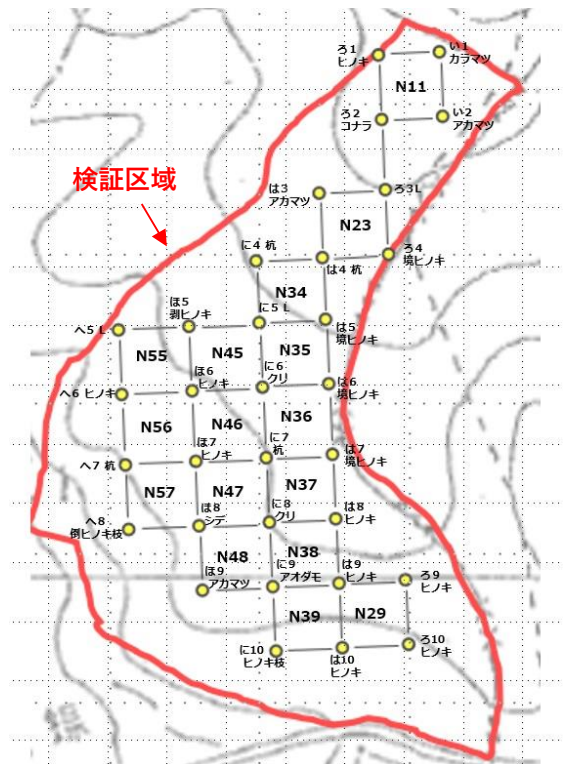 ろ1
ヒノキ
い1
カラマツ
N11
ろ2
コナラ
い2
アカマツ
検証区域
は3
アカマツ
ろ3L
N23
に4 杭
は4 杭
ろ4
境ヒノキ
N34
ほ5
剥ヒノキ
に5 L
は5
境ヒノキ
へ5 L
N55
N45
N35
に6
クリ
ほ6
ヒノキ
は6
境ヒノキ
へ6 ヒノキ
N56
N46
N36
ほ7
ヒノキ
に7
杭
は7
境ヒノキ
へ7 杭
N57
N47
N37
へ8
倒ヒノキ枝
ほ8
シデ
に8
クリ
は8
ヒノキ
N48
N38
ほ9
アカマツ
に9
アオダモ
は9
ヒノキ
ろ9
ヒノキ
N39
N29
に10
ヒノキ枝
は10
ヒノキ
ろ10
ヒノキ